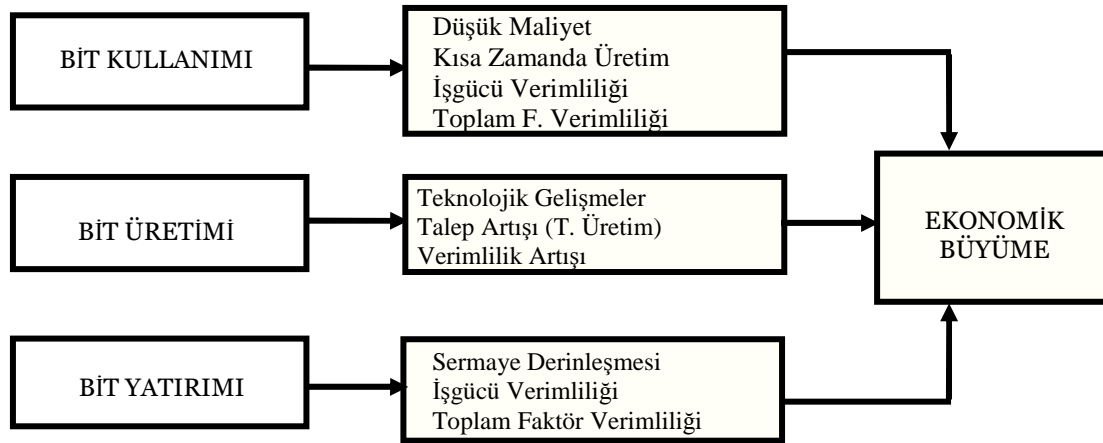 BİT KULLANIMI
Düşük Maliyet
Kısa Zamanda Üretim
İşgücü Verimliliği
Toplam F. Verimliliği
BİT ÜRETİMİ
Teknolojik Gelişmeler
Talep Artışı (T. Üretim)
Verimlilik Artışı
EKONOMİK
BÜYÜME
BİT YATIRIMI
Sermaye Derinleşmesi
İşgücü Verimliliği
Toplam Faktör Verimliliği